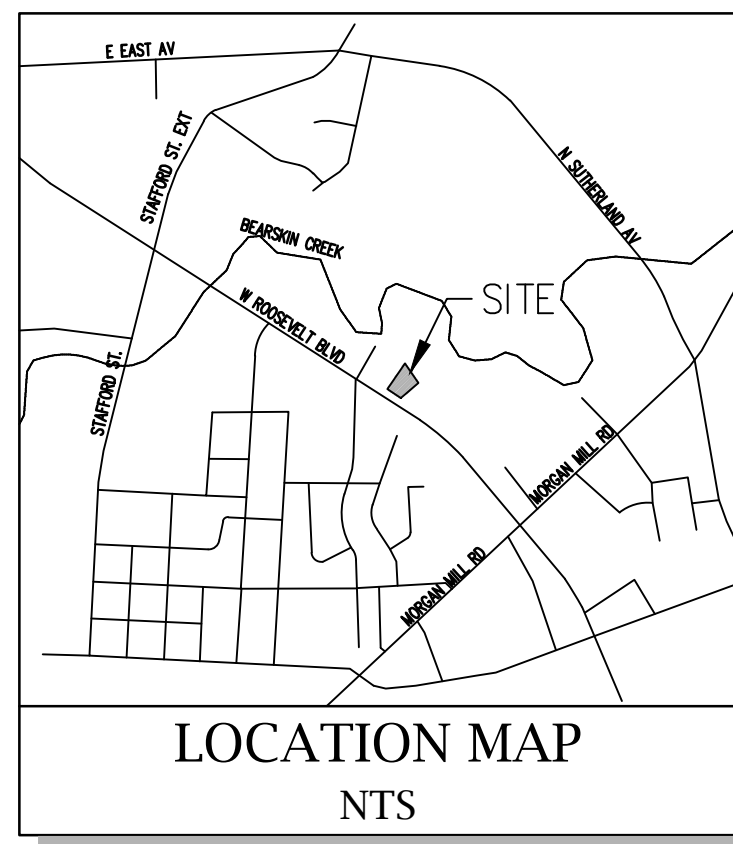 E EAST AV
STAFFORD ST. EXT
N SUTHERLAND AV
BEARSKIN CREEK
SITE
W ROOSEVELT BLVD
STAFFORD ST.
MORGAN MILL RD
MORGAN MILL RD
LOCATION MAP
NTS